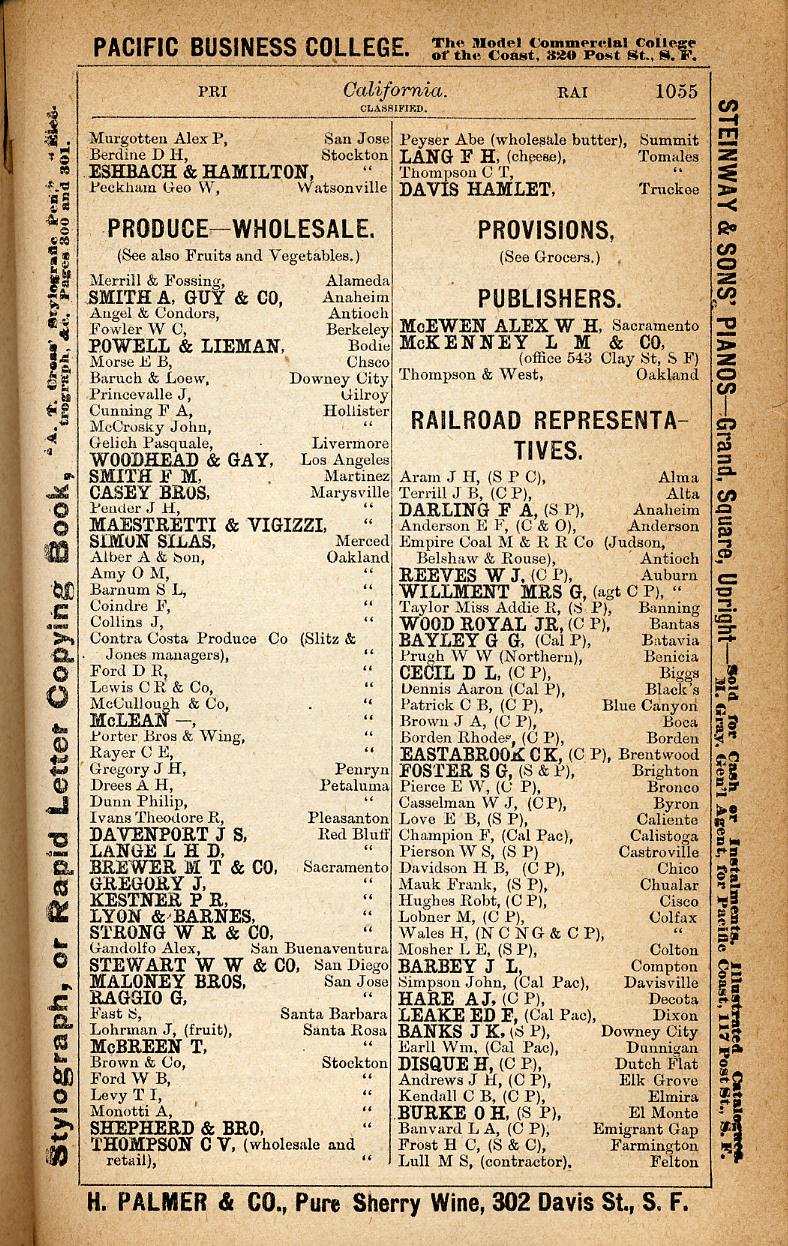 PACIFIC BUSINESS COLLEGE. The Model Commercial College
of the Coast, 320 Post St., S. F.
PRI California. RAI 1055
CLASSIFIED.
Murgotten Alex P, San Jose
Berdine D H, Stockton
ESHBACH & HAMILTON, "
Peckham Geo W, Watsonville
PRODUCE—WHOLESALE.
(See also Fruits and Vegetables.)
Merrill & Fossing, Alameda
SMITH A, GUY & CO, Anaheim
Angel & Condors, Antioch
Fowler W C, Berkeley
POWELL & LIEMAN, Bodie
Morse E B, Chsco
Baruch & Loew, Downey City
Princevalle J, Gilroy
Cunning F A, Hollister
McCrosky John, "
Gelich Pasquale, Livermore
WOODHEAD & GAY, Los Angeles
SMITH F M, Martinez
CASEY BROS, Marysville
Pender J H, "
MAESTRETTI & VIGIZZI, "
SIMON SILAS, Merced
Alber A & Son, Oakland
Amy O M, "
Barnum S L, "
Coindre F, "
Collins J, "
Contra Costa Produce Co (Slitz &
Jones managers), "
Ford D R, "
Lewis C R & Co, "
McCullough & Co, "
McLEAN —, "
Porter Bros & Wing, "
Rayer C E, "
Gregory J H, Penryn
Drees A H, Petaluma
Dunn Philip, "
Ivans Theodore R, Pleasanton
DAVENPORT J S, Red Bluff
LANGE L H D, "
BREWER M T & CO, Sacramento
GREGORY J, "
KESTNER P R, "
LYON & BARNES, "
STRONG W R & CO, "
Gandolfo Alex, San Buenaventura
STEWART W W & CO, San Diego
MALONEY BROS, San Jose
RAGGIO G, "
Fast S, Santa Barbara
Lohrman J, (fruit), Santa Rosa
McBREEN T, "
Brown & Co, Stockton
Ford W B, "
Levy T I, "
Monotti A, "
SHEPHERD & BRO, "
THOMPSON C V, (wholesale and
retail), "
Peyser Abe (wholesale butter), Summit
LANG F H, (cheese), Tomales
Thompson C T, "
DAVIS HAMLET, Truckee
PROVISIONS,
(See Grocers.)
PUBLISHERS.
McEWEN ALEX W H, Sacramento
McKENNEY L M & CO,
(office 543 Clay St, S F)
Thompson & West, Oakland
RAILROAD REPRESENTA-
TIVES.
Aram J H, (S P C), Alma
Terrill J B, (C P), Alta
DARLING F A, (S P), Anaheim
Anderson E F, (C & O), Anderson
Empire Coal M & R R Co (Judson,
Belshaw & Rouse), Antioch
REEVES W J, (C P), Auburn
WILLMENT MRS G, (agt C P), "
Taylor Miss Addie R, (S P), Banning
WOOD ROYAL JR, (C P), Bantas
BAYLEY G G, (Cal P), Batavia
Prugh W W (Northern), Benicia
CECIL D L, (C P), Biggs
Dennis Aaron (Cal P), Black's
Patrick C B, (C P), Blue Canyon
Brown J A, (C P), Boca
Borden Rhodes, (C P), Borden
EASTABROOK C K, (C P), Brentwood
FOSTER S G, (S & P), Brighton
Pierce E W, (C P), Bronco
Casselman W J, (CP), Byron
Love E B, (S P), Caliente
Champion F, (Cal Pac), Calistoga
Pierson W S, (S P) Castroville
Davidson H B, (C P), Chico
Mauk Frank, (S P), Chualar
Hughes Robt, (C P), Cisco
Lobner M, (C P), Colfax
Wales H, (N C N G & C P), "
Mosher L E, (S P), Colton
BARBEY J L, Compton
Simpson John, (Cal Pac), Davisville
HARE A J, (C P), Decota
LEAKE ED E, (Cal Pac), Dixon
BANKS J K, (S P), Downey City
Earll Wm, (Cal Pac), Dunnigan
DISQUE H, (C P), Dutch Flat
Andrews J H, (C P), Elk Grove
Kendall C B, (C P), Elmira
BURKE O H, (S P), El Monte
Banvard L A, (C P), Emigrant Gap
Frost H C, (S & C), Farmington
Lull M S, (contractor), Felton
Stylograph, or Rapid Letter Copying Book, "A. T. Cross' Stylografic Pen," "Elec-
trograph, &c. Pages 300 and 301.
STEINWAY & SONS' PIANOS—Grand, Square, Upright—Sold for Cash or Instalments. Illustrated Catalogues.
M. Gray, Gen'l Agent, for Pacific Coast, 117 Post St., S. F.
H. PALMER & CO., Pure Sherry Wine, 302 Davis St., S. F.